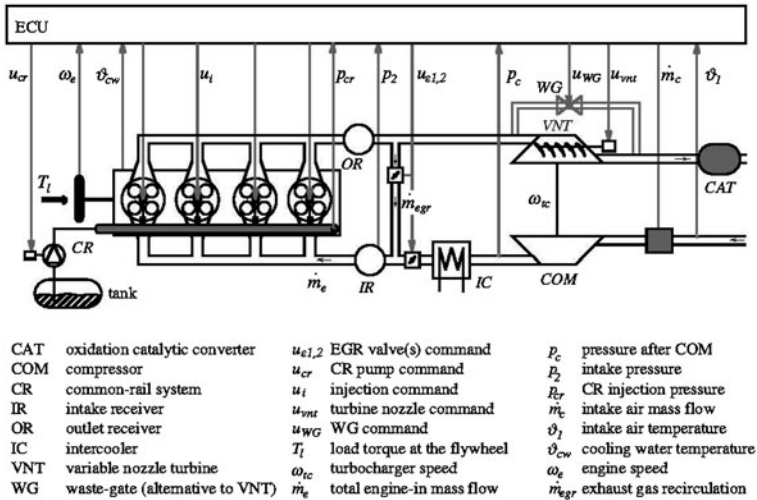 ECU
u_cr ω_e ϑ_cw u_i p_cr p_2 u_ε1,2 p_c u_WG u_vnt ṁ_c ϑ_1
WG
VNT
OR
CAT
T_l
ṁ_egr
ω_tc
CR
ṁ_e IR IC COM
tank
CAT oxidation catalytic converter
COM compressor
CR common-rail system
IR intake receiver
OR outlet receiver
IC intercooler
VNT variable nozzle turbine
WG waste-gate (alternative to VNT)
u_ε1,2 EGR valve(s) command
u_cr CR pump command
u_i injection command
u_vnt turbine nozzle command
u_WG WG command
T_l load torque at the flywheel
ω_tc turbocharger speed
ṁ_e total engine-in mass flow
p_c pressure after COM
p_2 intake pressure
p_cr CR injection pressure
ṁ_c intake air mass flow
ϑ_1 intake air temperature
ϑ_cw cooling water temperature
ω_e engine speed
ṁ_egr exhaust gas recirculation